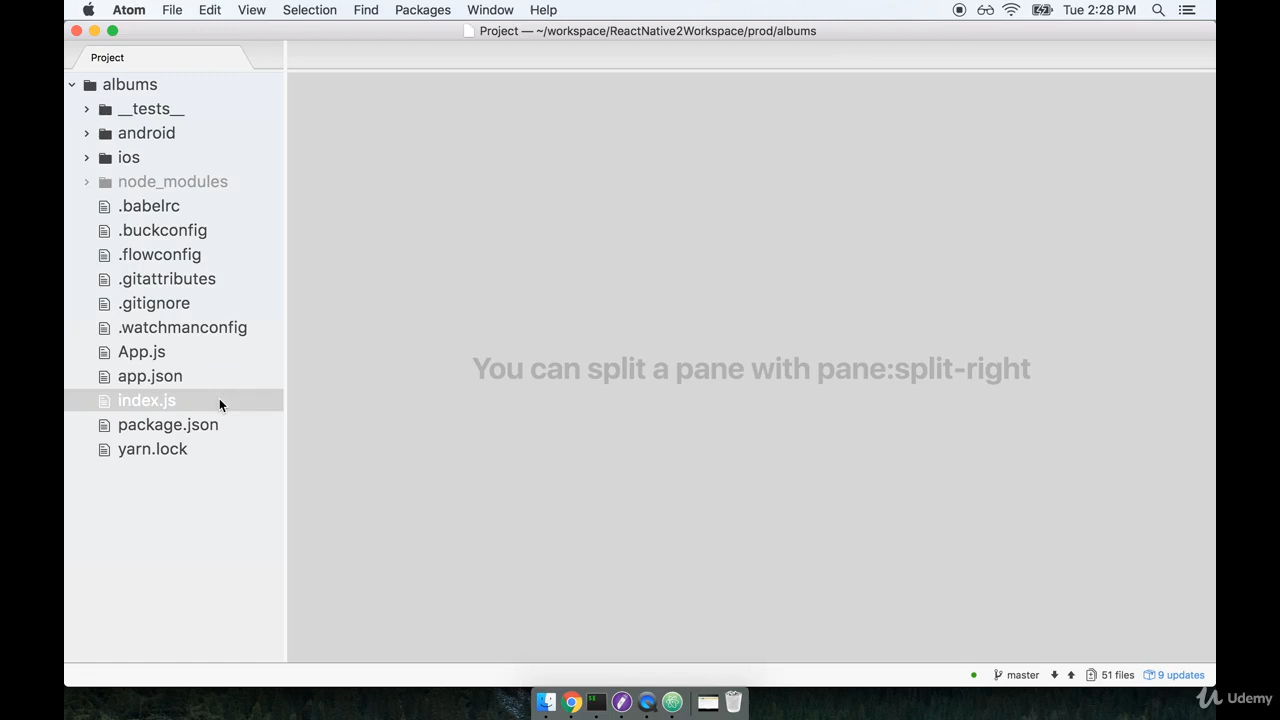 Atom File Edit View Selection Find Packages Window Help Tue 2:28 PM
Project — ~/workspace/ReactNative2Workspace/prod/albums
Project
albums
__tests__
android
ios
node_modules
.babelrc
.buckconfig
.flowconfig
.gitattributes
.gitignore
.watchmanconfig
App.js
app.json
index.js
package.json
yarn.lock
You can split a pane with pane:split-right
master 51 files 9 updates
Udemy